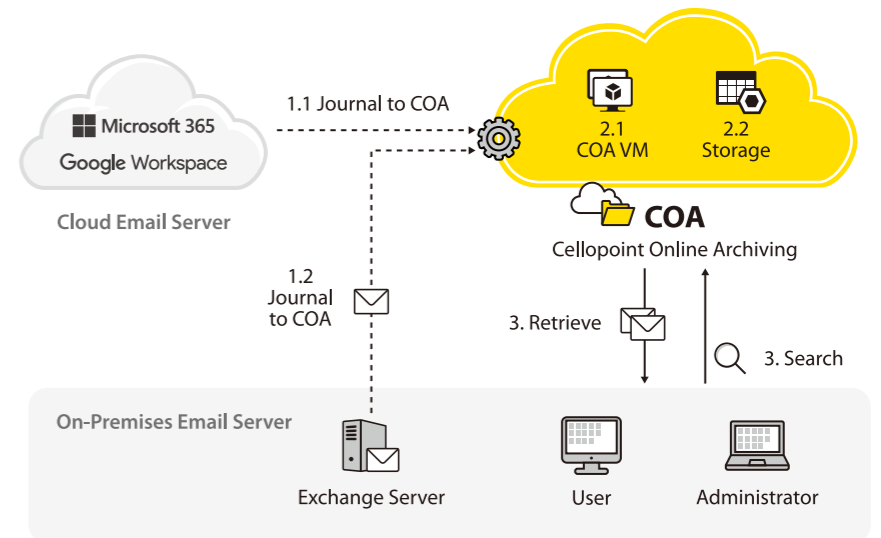 1.1 Journal to COA
Microsoft 365
Google Workspace
2.1
COA VM
2.2
Storage
Cloud Email Server
COA
Cellopoint Online Archiving
1.2
Journal
to COA
3. Retrieve
3. Search
On-Premises Email Server
Exchange Server
User
Administrator